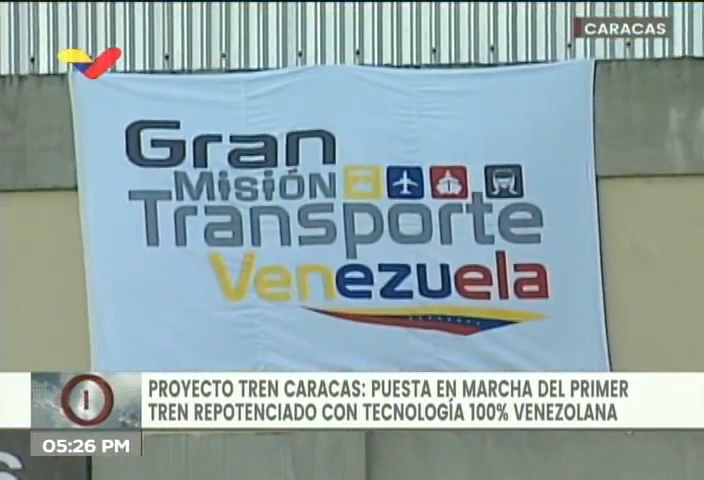 CARACAS
Gran
Misión
Transporte
Venezuela
PROYECTO TREN CARACAS: PUESTA EN MARCHA DEL PRIMER
TREN REPOTENCIADO CON TECNOLOGÍA 100% VENEZOLANA
05:26 PM